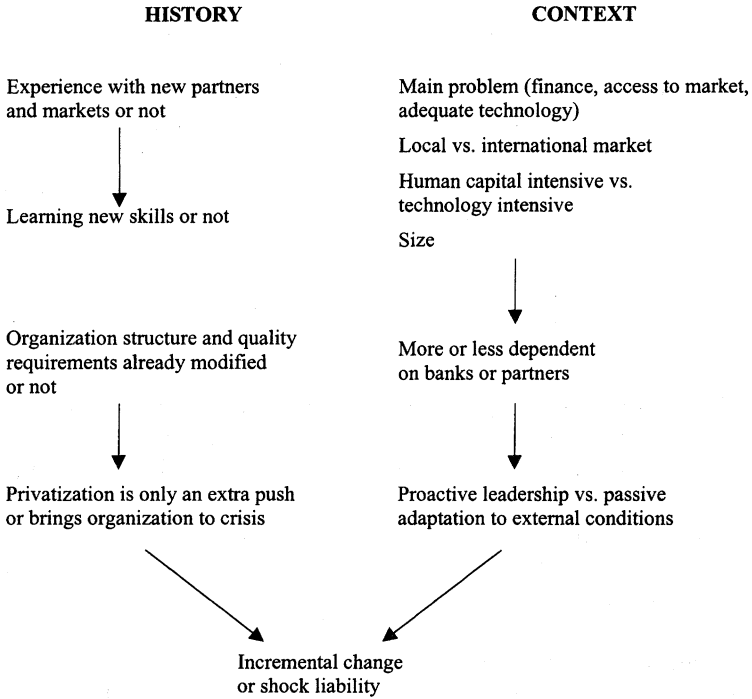 HISTORY
Experience with new partners
and markets or not
Learning new skills or not
Organization structure and quality
requirements already modified
or not
Privatization is only an extra push
or brings organization to crisis
CONTEXT
Main problem (finance, access to market,
adequate technology)
Local vs. international market
Human capital intensive vs.
technology intensive
Size
More or less dependent
on banks or partners
Proactive leadership vs. passive
adaptation to external conditions
Incremental change
or shock liability